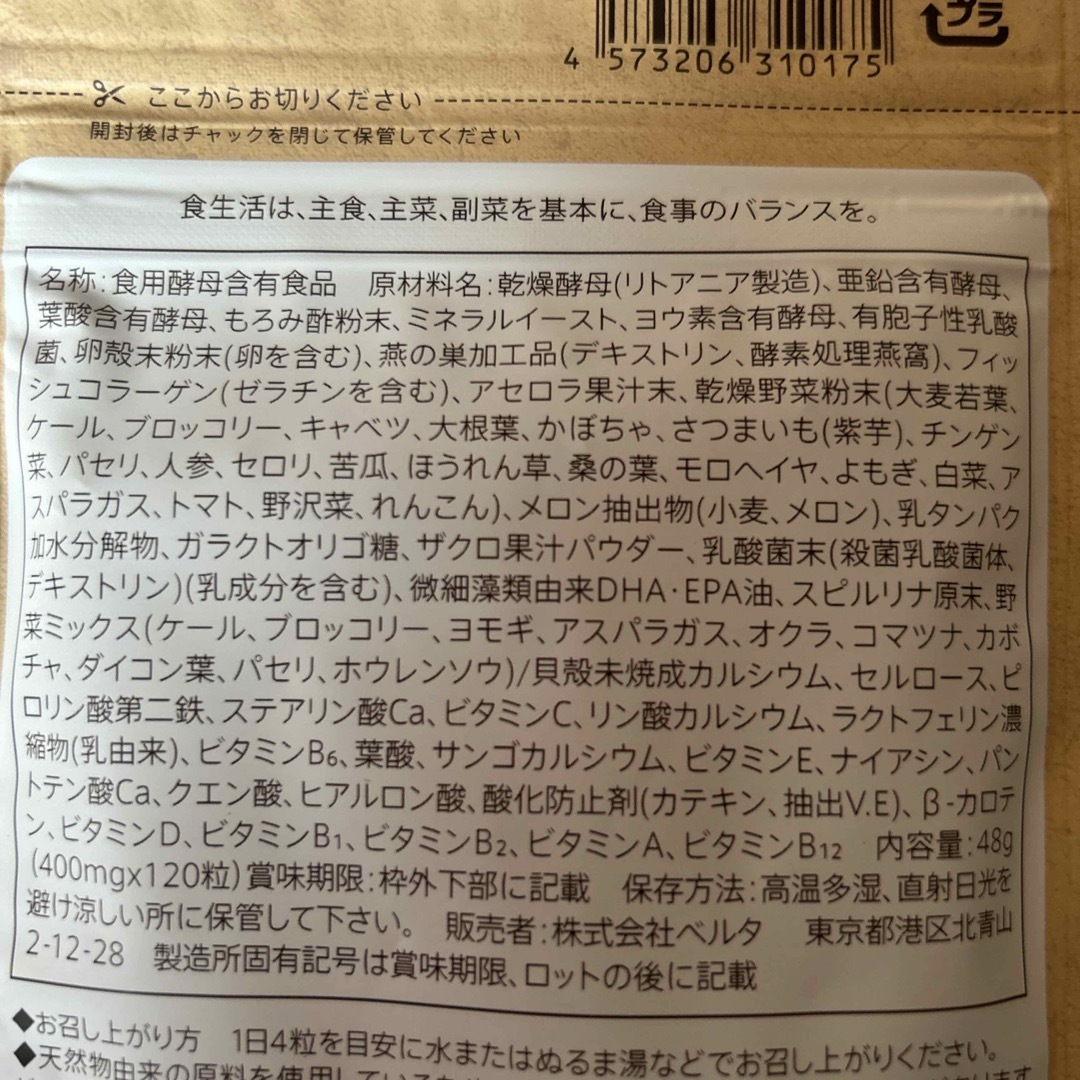 プラ
4 573206 310175
ここからお切りください
開封後はチャックを閉じて保管してください
食生活は、主食、主菜、副菜を基本に、食事のバランスを。
名称:食用酵母含有食品　原材料名:乾燥酵母(リトアニア製造)、亜鉛含有酵母、
葉酸含有酵母、もろみ酢粉末、ミネラルイースト、ヨウ素含有酵母、有胞子性乳酸
菌、卵殻末粉末(卵を含む)、燕の巣加工品(デキストリン、酵素処理燕窩)、フィッ
シュコラーゲン(ゼラチンを含む)、アセロラ果汁末、乾燥野菜粉末(大麦若葉、
ケール、ブロッコリー、キャベツ、大根葉、かぼちゃ、さつまいも(紫芋)、チンゲン
菜、パセリ、人参、セロリ、苦瓜、ほうれん草、桑の葉、モロヘイヤ、よもぎ、白菜、ア
スパラガス、トマト、野沢菜、れんこん)、メロン抽出物(小麦、メロン)、乳タンパク
加水分解物、ガラクトオリゴ糖、ザクロ果汁パウダー、乳酸菌末(殺菌乳酸菌体、
デキストリン)(乳成分を含む)、微細藻類由来DHA·EPA油、スピルリナ原末、野
菜ミックス(ケール、ブロッコリー、ヨモギ、アスパラガス、オクラ、コマツナ、カボ
チャ、ダイコン葉、パセリ、ホウレンソウ)/貝殻未焼成カルシウム、セルロース、ピ
ロリン酸第二鉄、ステアリン酸Ca、ビタミンC、リン酸カルシウム、ラクトフェリン濃
縮物(乳由来)、ビタミンB₆、葉酸、サンゴカルシウム、ビタミンE、ナイアシン、パン
トテン酸Ca、クエン酸、ヒアルロン酸、酸化防止剤(カテキン、抽出V.E)、β-カロテ
ン、ビタミンD、ビタミンB₁、ビタミンB₂、ビタミンA、ビタミンB₁₂　内容量:48g
(400mgx120粒)賞味期限:枠外下部に記載　保存方法:高温多湿、直射日光を
避け涼しい所に保管して下さい。　販売者:株式会社ベルタ　東京都港区北青山
2-12-28　製造所固有記号は賞味期限、ロットの後に記載
◆お召し上がり方　1日4粒を目安に水またはぬるま湯などでお召し上がりください。
◆天然物由来の原料を使用している